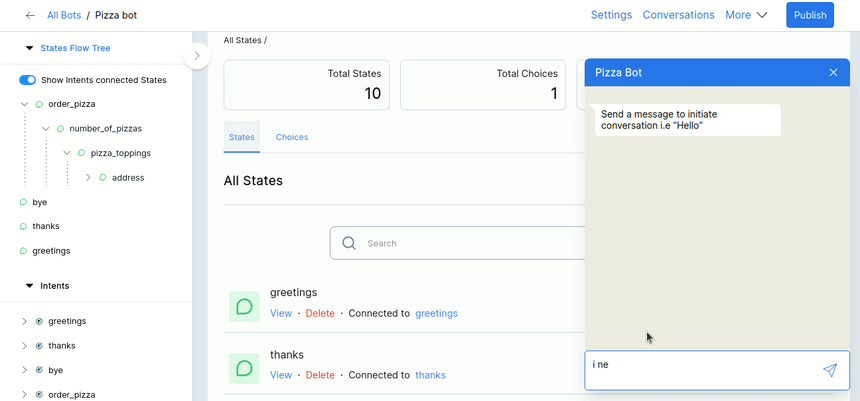 ← All Bots / Pizza bot
Settings Conversations More Publish
States Flow Tree
Show Intents connected States
order_pizza
number_of_pizzas
pizza_toppings
address
bye
thanks
greetings
Intents
greetings
thanks
bye
order_pizza
All States /
Total States
10
Total Choices
1
States Choices
All States
Search
greetings
View · Delete · Connected to greetings
thanks
View · Delete · Connected to thanks
Pizza Bot
Send a message to initiate
conversation i.e "Hello"
i ne